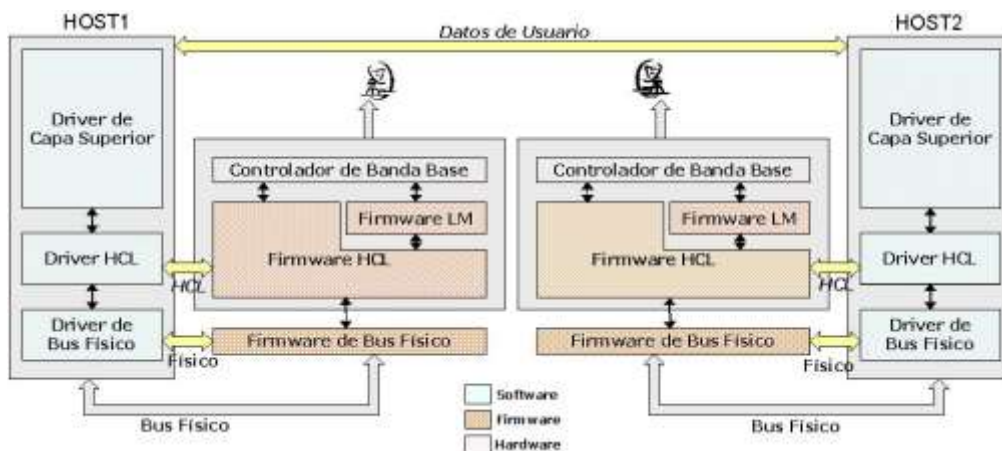 HOST1
HOST2
Datos de Usuario
Driver de
Capa Superior
Driver de
Capa Superior
Controlador de Banda Base
Controlador de Banda Base
Firmware LM
Firmware LM
Driver HCL
Firmware HCL
Firmware HCL
Driver HCL
HCL
HCL
Driver de
Bus Físico
Firmware de Bus Físico
Firmware de Bus Físico
Driver de
Bus Físico
Físico
Físico
Software
Firmware
Hardware
Bus Físico
Bus Físico